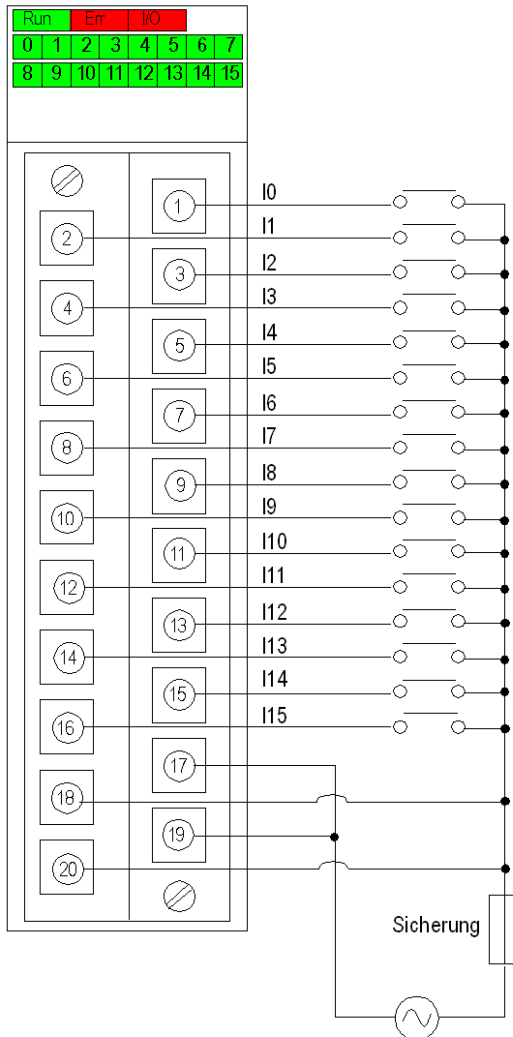 Run Err I/O
0 1 2 3 4 5 6 7
8 9 10 11 12 13 14 15
1 I0
2 I1
3 I2
4 I3
5 I4
6 I5
7 I6
8 I7
9 I8
10 I9
11 I10
12 I11
13 I12
14 I13
15 I14
16 I15
17
18
19
20
Sicherung